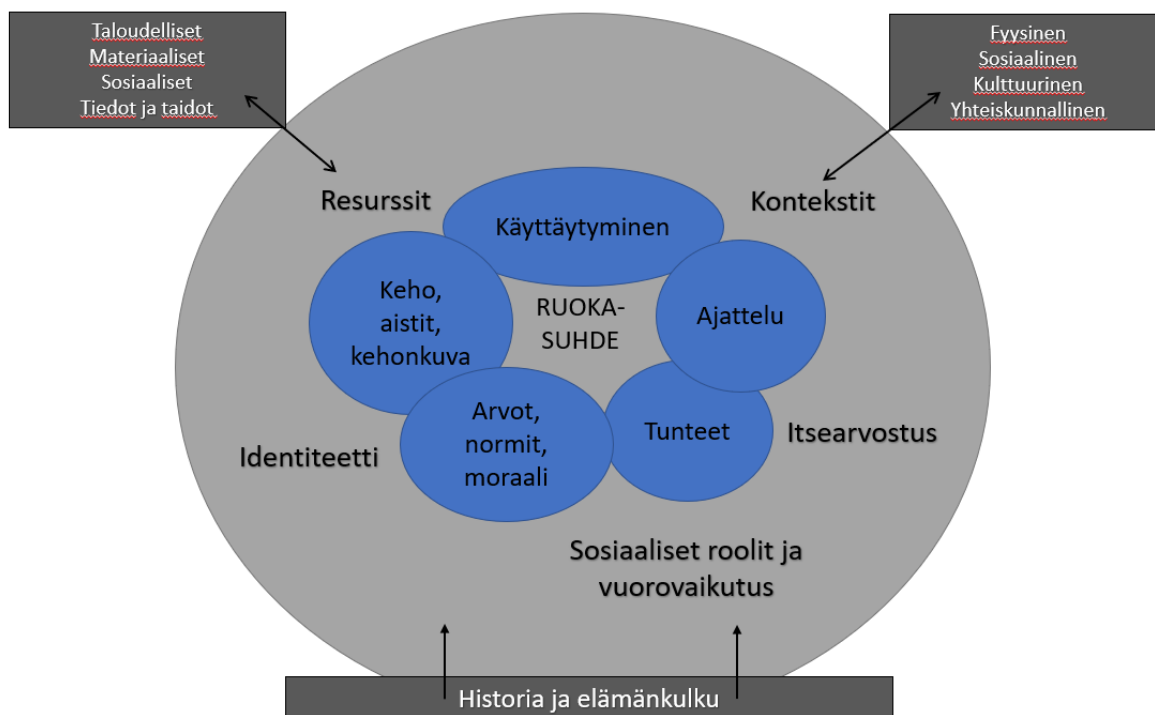 Taloudelliset
Materiaaliset
Sosiaaliset
Tiedot ja taidot
Fyysinen
Sosiaalinen
Kulttuurinen
Yhteiskunnallinen
Resurssit
Kontekstit
Käyttäytyminen
Keho,
aistit,
kehonkuva
RUOKA-
SUHDE
Ajattelu
Arvot,
normit,
moraali
Tunteet
Identiteetti
Itsearvostus
Sosiaaliset roolit ja
vuorovaikutus
Historia ja elämänkulku